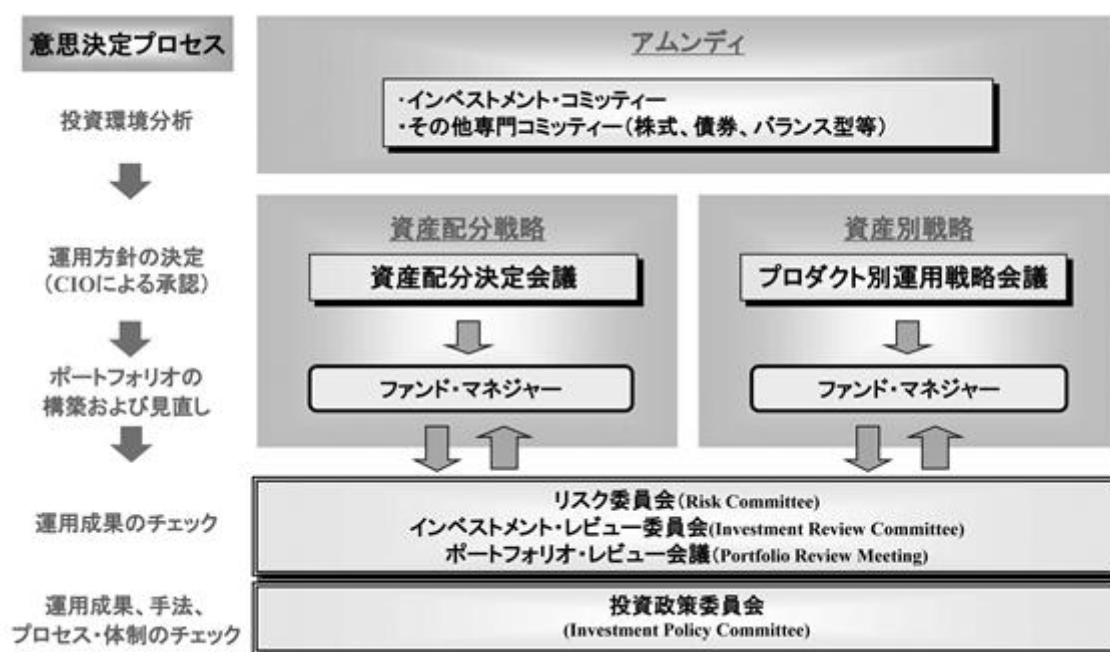 意思決定プロセス
アムンディ
・インベストメント・コミッティー
・その他専門コミッティー（株式、債券、バランス型等）
投資環境分析
資産配分戦略
資産別戦略
運用方針の決定
（CIOによる承認）
資産配分決定会議
プロダクト別運用戦略会議
ポートフォリオの
構築および見直し
ファンド・マネジャー
ファンド・マネジャー
運用成果のチェック
リスク委員会（Risk Committee）
インベストメント・レビュー委員会(Investment Review Committee)
ポートフォリオ・レビュー会議（Portfolio Review Meeting）
運用成果、手法、
プロセス・体制のチェック
投資政策委員会
(Investment Policy Committee)